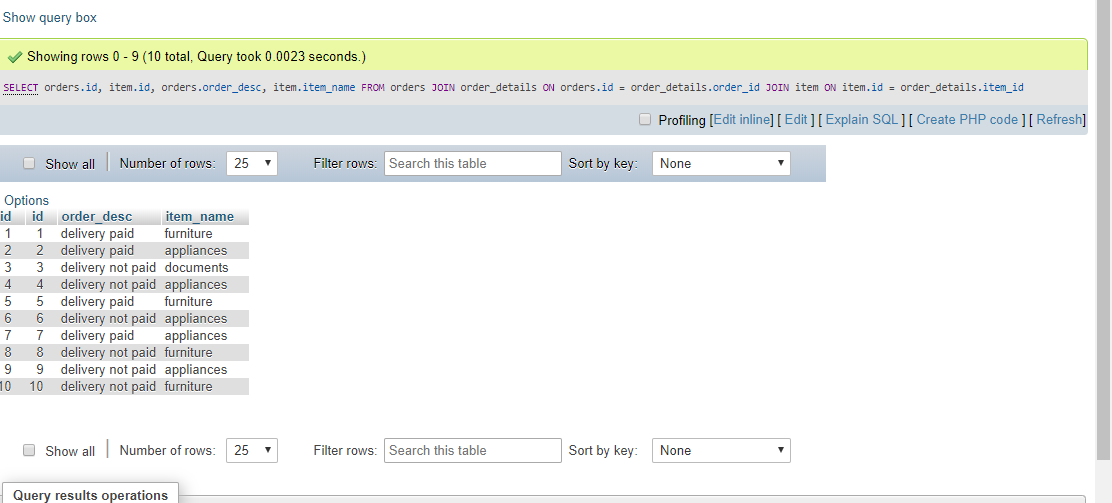 Show query box
Showing rows 0 - 9 (10 total, Query took 0.0023 seconds.)
SELECT orders.id, item.id, orders.order_desc, item.item_name FROM orders JOIN order_details ON orders.id = order_details.order_id JOIN item ON item.id = order_details.item_id
Profiling [Edit inline] [ Edit ] [ Explain SQL ] [ Create PHP code ] [ Refresh]
Show all Number of rows: 25 Filter rows: Search this table Sort by key: None
Options
id id order_desc item_name
1 1 delivery paid furniture
2 2 delivery paid appliances
3 3 delivery not paid documents
4 4 delivery not paid appliances
5 5 delivery paid furniture
6 6 delivery not paid appliances
7 7 delivery paid appliances
8 8 delivery not paid furniture
9 9 delivery not paid appliances
10 10 delivery not paid furniture
Show all Number of rows: 25 Filter rows: Search this table Sort by key: None
Query results operations